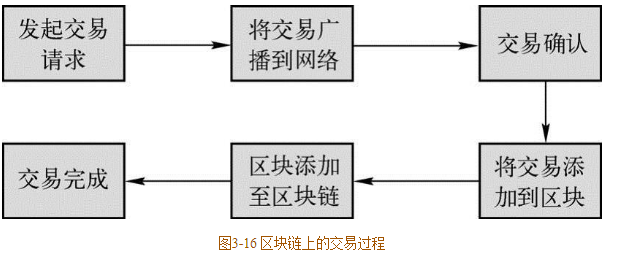 发起交易
请求
将交易广
播到网络
交易确认
将交易添
加到区块
区块添加
至区块链
交易完成
图3-16 区块链上的交易过程